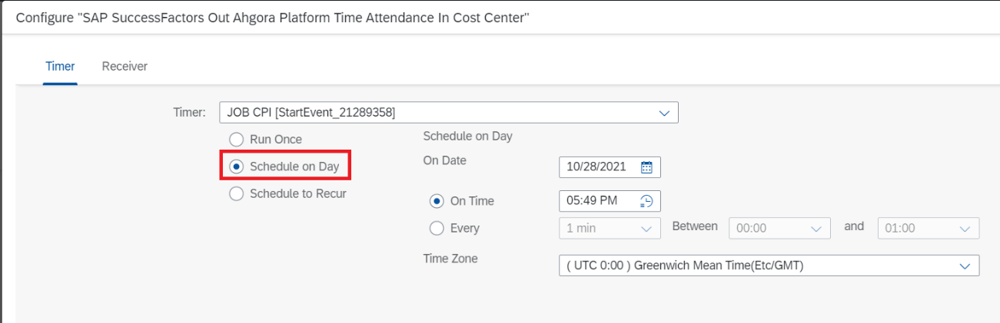 Configure "SAP SuccessFactors Out Ahgora Platform Time Attendance In Cost Center"
Timer Receiver
Timer: JOB CPI [StartEvent_21289358]
Run Once Schedule on Day
Schedule on Day On Date 10/28/2021
Schedule to Recur On Time 05:49 PM
Every 1 min Between 00:00 and 01:00
Time Zone ( UTC 0:00 ) Greenwich Mean Time(Etc/GMT)